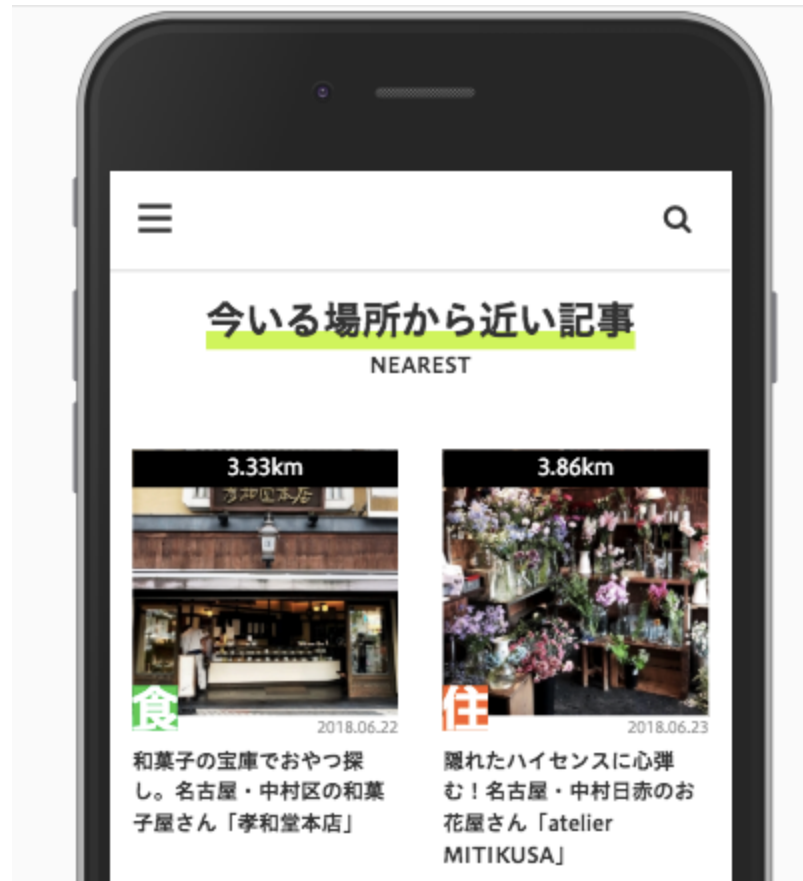 今いる場所から近い記事
NEAREST
3.33km
3.86km
食
2018.06.22
住
2018.06.23
和菓子の宝庫でおやつ探
し。名古屋・中村区の和菓
子屋さん「孝和堂本店」
隠れたハイセンスに心弾
む！名古屋・中村日赤のお
花屋さん「atelier
MITIKUSA」